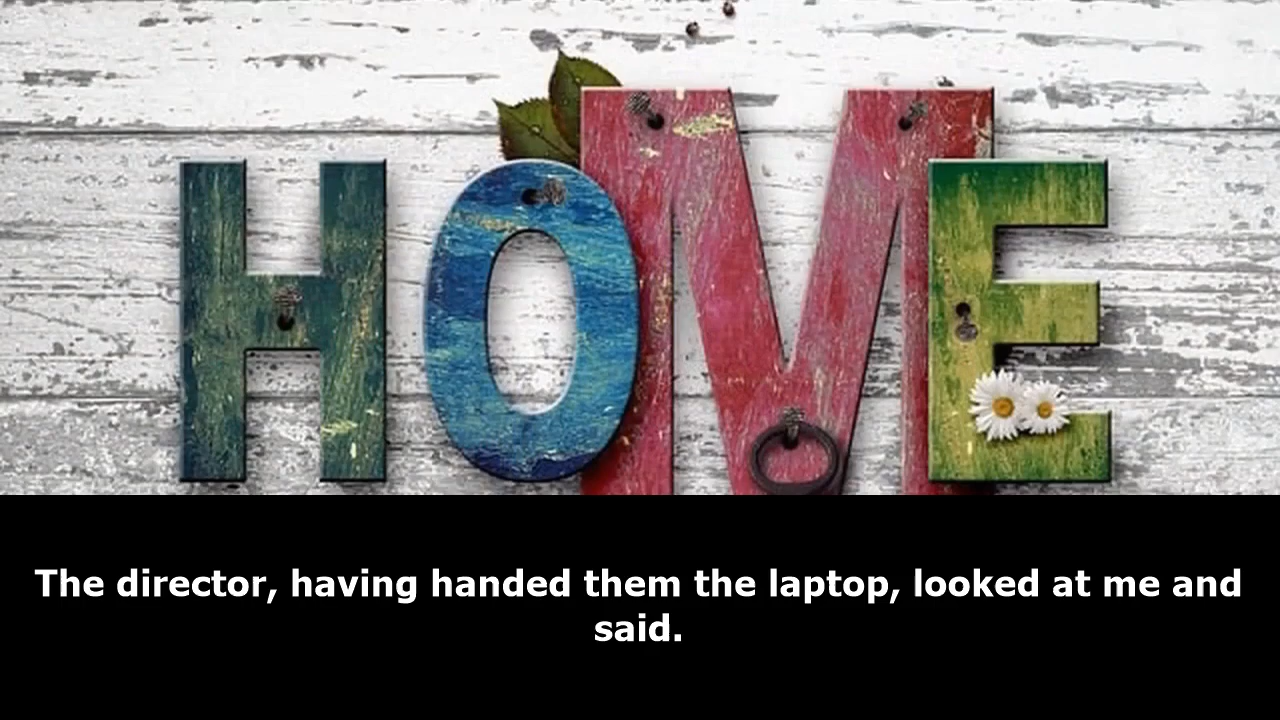 HOME
The director, having handed them the laptop, looked at me and
said.